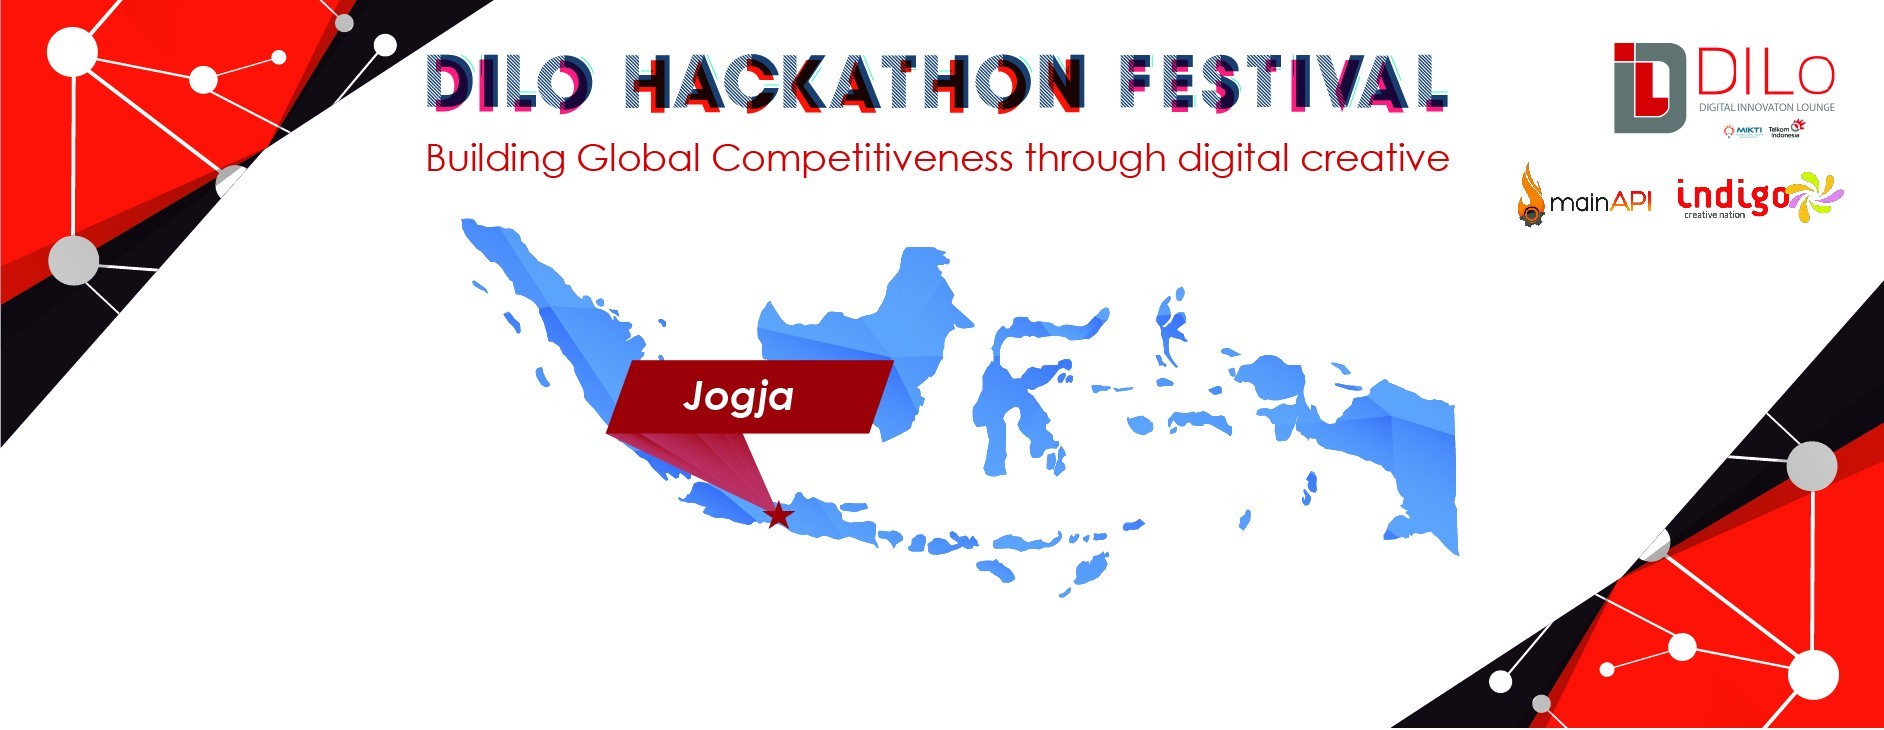 DILO HACKATHON FESTIVAL
Building Global Competitiveness through digital creative
DILo
DIGITAL INNOVATON LOUNGE
MIKTI
Telkom
Indonesia
mainAPI
indigo
creative nation
Jogja